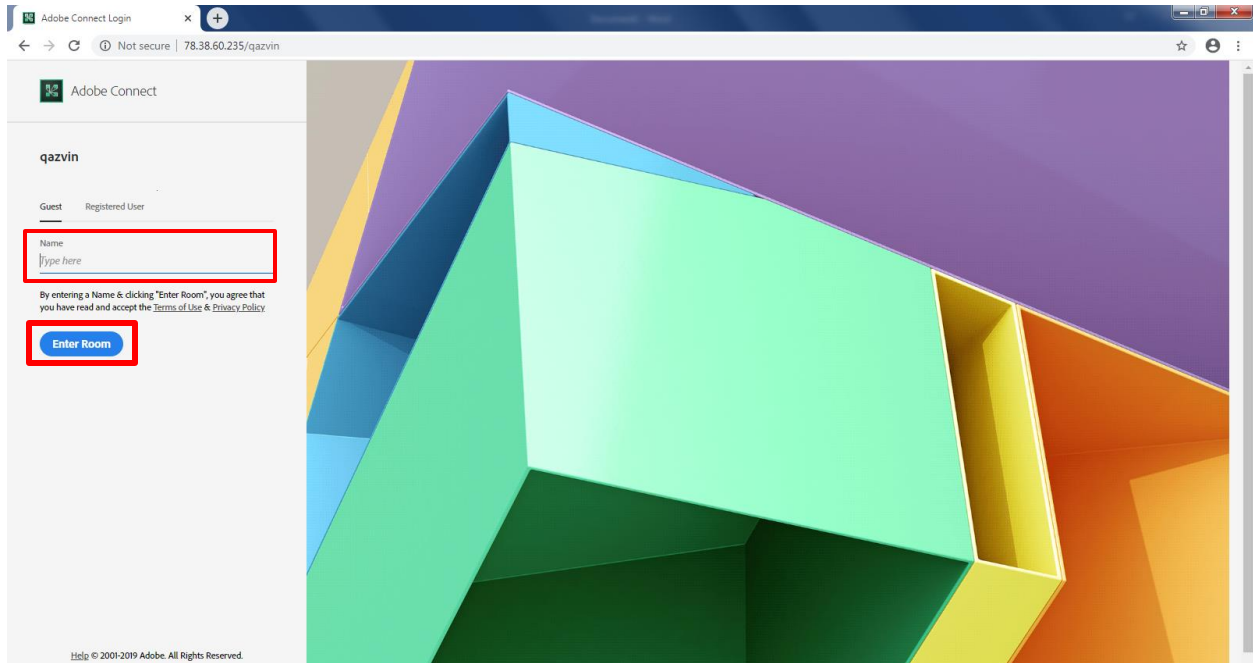 Adobe Connect Login
Not secure | 78.38.60.235/qazvin
Adobe Connect
qazvin
Guest Registered User
Name
Type here
By entering a Name & clicking "Enter Room", you agree that
you have read and accept the Terms of Use & Privacy Policy
Enter Room
Help © 2001-2019 Adobe. All Rights Reserved.